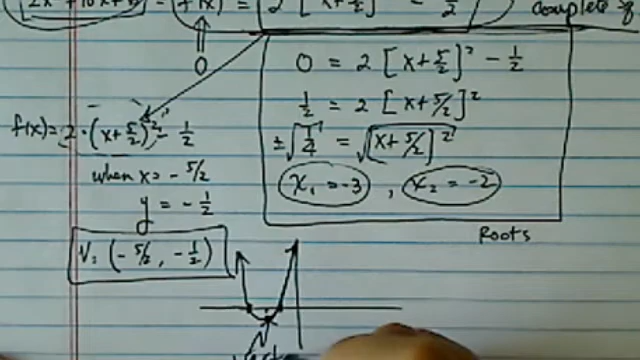 f(x) = 2 [x + 5/2]² - 1/2
complete
0
0 = 2 [x + 5/2]² - 1/2
1/2 = 2 [x + 5/2]²
± √1/4 = √[x + 5/2]²
x₁ = -3 , x₂ = -2
Roots
f(x) = 2 · (x + 5/2)² - 1/2
when x = - 5/2
y = - 1/2
V: (- 5/2, - 1/2)